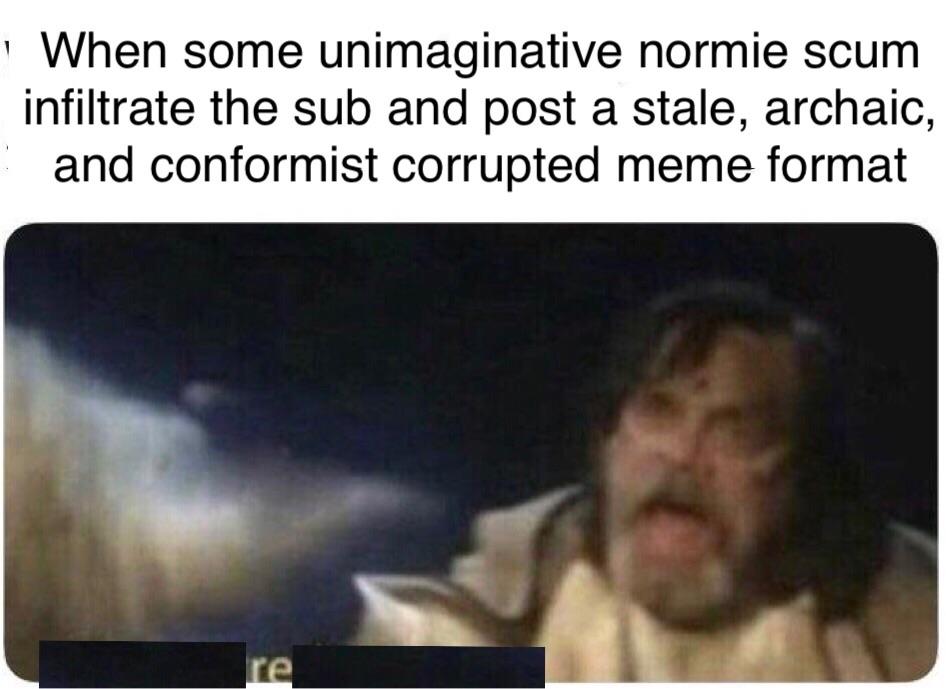 When some unimaginative normie scum
infiltrate the sub and post a stale, archaic,
and conformist corrupted meme format
re